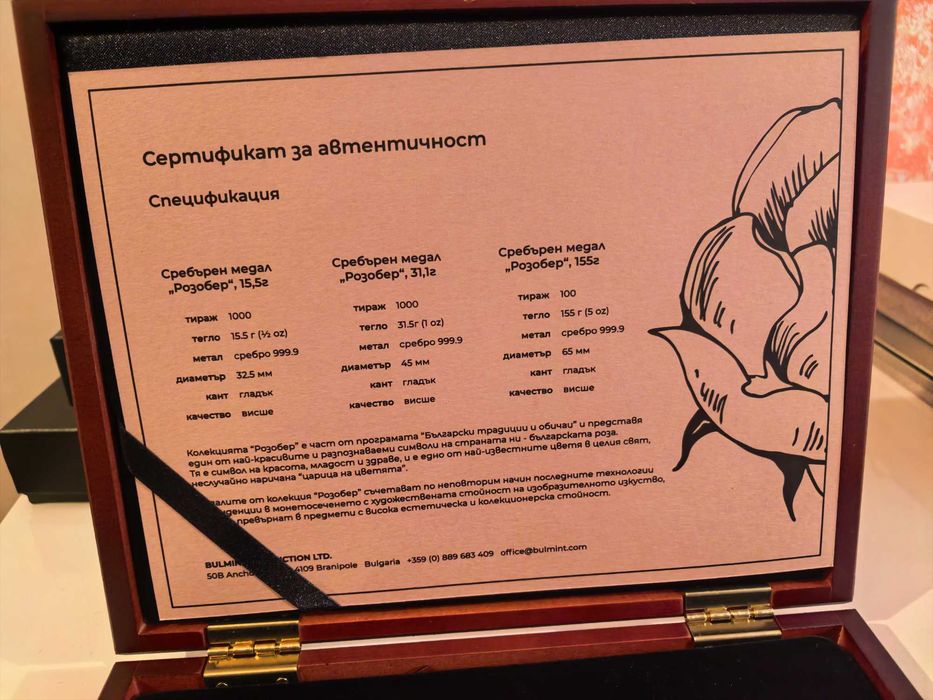 Сертификат за автентичност
Спецификация
Сребърен медал
„Розобер“, 15,5г
тираж 1000
тегло 15.5 г (½ oz)
метал сребро 999.9
диаметър 32.5 мм
кант гладък
качество висше
Сребърен медал
„Розобер“, 31,1г
тираж 1000
тегло 31.5г (1 oz)
метал сребро 999.9
диаметър 45 мм
кант гладък
качество висше
Сребърен медал
„Розобер“, 155г
тираж 100
тегло 155 г (5 oz)
метал сребро 999.9
диаметър 65 мм
кант гладък
качество висше
Колекцията "Розобер" е част от програмата "Български традиции и обичаи" и представя
един от най-красивите и разпознаваеми символи на страната ни - българската роза.
Тя е символ на красота, младост и здраве, и е едно от най-известните цветя в целия свят,
неслучайно наричана "царица на цветята".
от колекция "Розобер" съчетават по неповторим начин последните технологии
в монетосеченето с художествената стойност на изобразителното изкуство,
превърнат в предмети с висока естетическа и колекционерска стойност.
LTD.
50B 4109 Branipole Bulgaria +359 (0) 889 683 409 office@bulmint.com